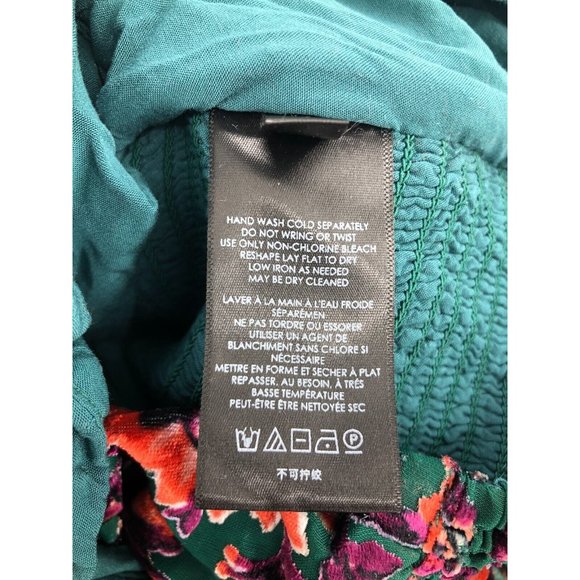 HAND WASH COLD SEPARATELY
DO NOT WRING OR TWIST
USE ONLY NON-CHLORINE BLEACH
RESHAPE LAY FLAT TO DRY
LOW IRON AS NEEDED
MAY BE DRY CLEANED
LAVER À LA MAIN À L'EAU FROIDE
SÉPARÉMEN
NE PAS TORDRE OU ESSORER
UTILISER UN AGENT DE
BLANCHIMENT SANS CHLORE SI
NÉCESSAIRE
METTRE EN FORME ET SECHER À PLAT
REPASSER, AU BESOIN, À TRÉS
BASSE TEMPÉRATURE
PEUT-ÊTRE ÊTRE NETTOYÉE SEC
不可拧绞